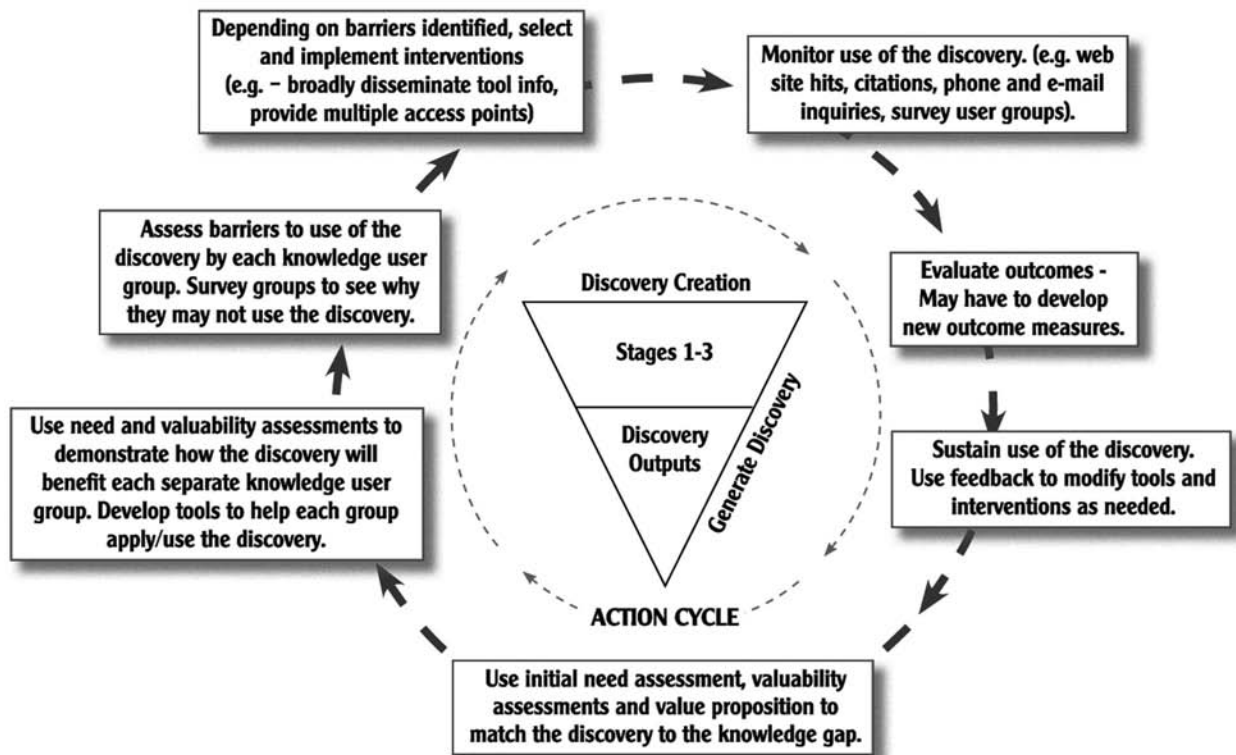 Depending on barriers identified, select
and implement interventions
(e.g. – broadly disseminate tool info,
provide multiple access points)
Monitor use of the discovery. (e.g. web
site hits, citations, phone and e-mail
inquiries, survey user groups).
Assess barriers to use of the
discovery by each knowledge user
group. Survey groups to see why
they may not use the discovery.
Evaluate outcomes -
May have to develop
new outcome measures.
Use need and valuability assessments to
demonstrate how the discovery will
benefit each separate knowledge user
group. Develop tools to help each group
apply/use the discovery.
Sustain use of the discovery.
Use feedback to modify tools and
interventions as needed.
Use initial need assessment, valuability
assessments and value proposition to
match the discovery to the knowledge gap.
Discovery Creation
Stages 1-3
Discovery
Outputs
Generate Discovery
ACTION CYCLE